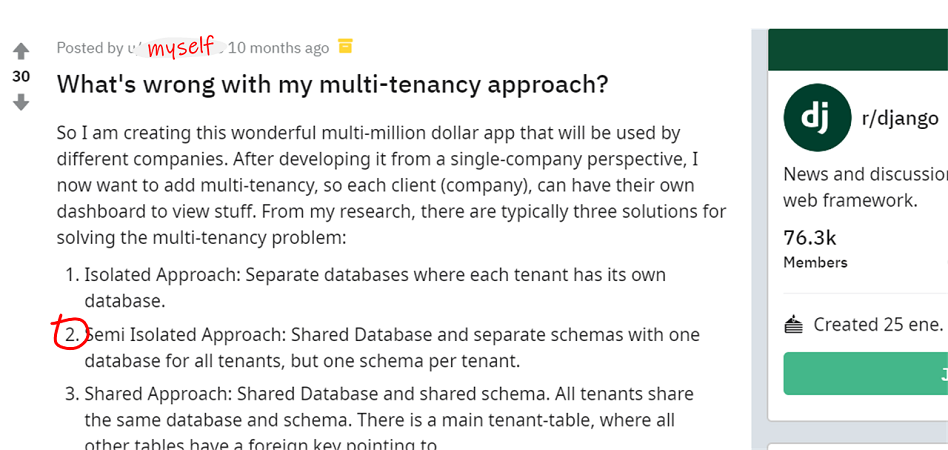 Posted by u/ myself 10 months ago
30
What's wrong with my multi-tenancy approach?
So I am creating this wonderful multi-million dollar app that will be used by
different companies. After developing it from a single-company perspective, I
now want to add multi-tenancy, so each client (company), can have their own
dashboard to view stuff. From my research, there are typically three solutions for
solving the multi-tenancy problem:
1. Isolated Approach: Separate databases where each tenant has its own
database.
2. Semi Isolated Approach: Shared Database and separate schemas with one
database for all tenants, but one schema per tenant.
3. Shared Approach: Shared Database and shared schema. All tenants share
the same database and schema. There is a main tenant-table, where all
other tables have a foreign key pointing to
dj
r/django
News and discussion
web framework.
76.3k
Members
Created 25 ene.